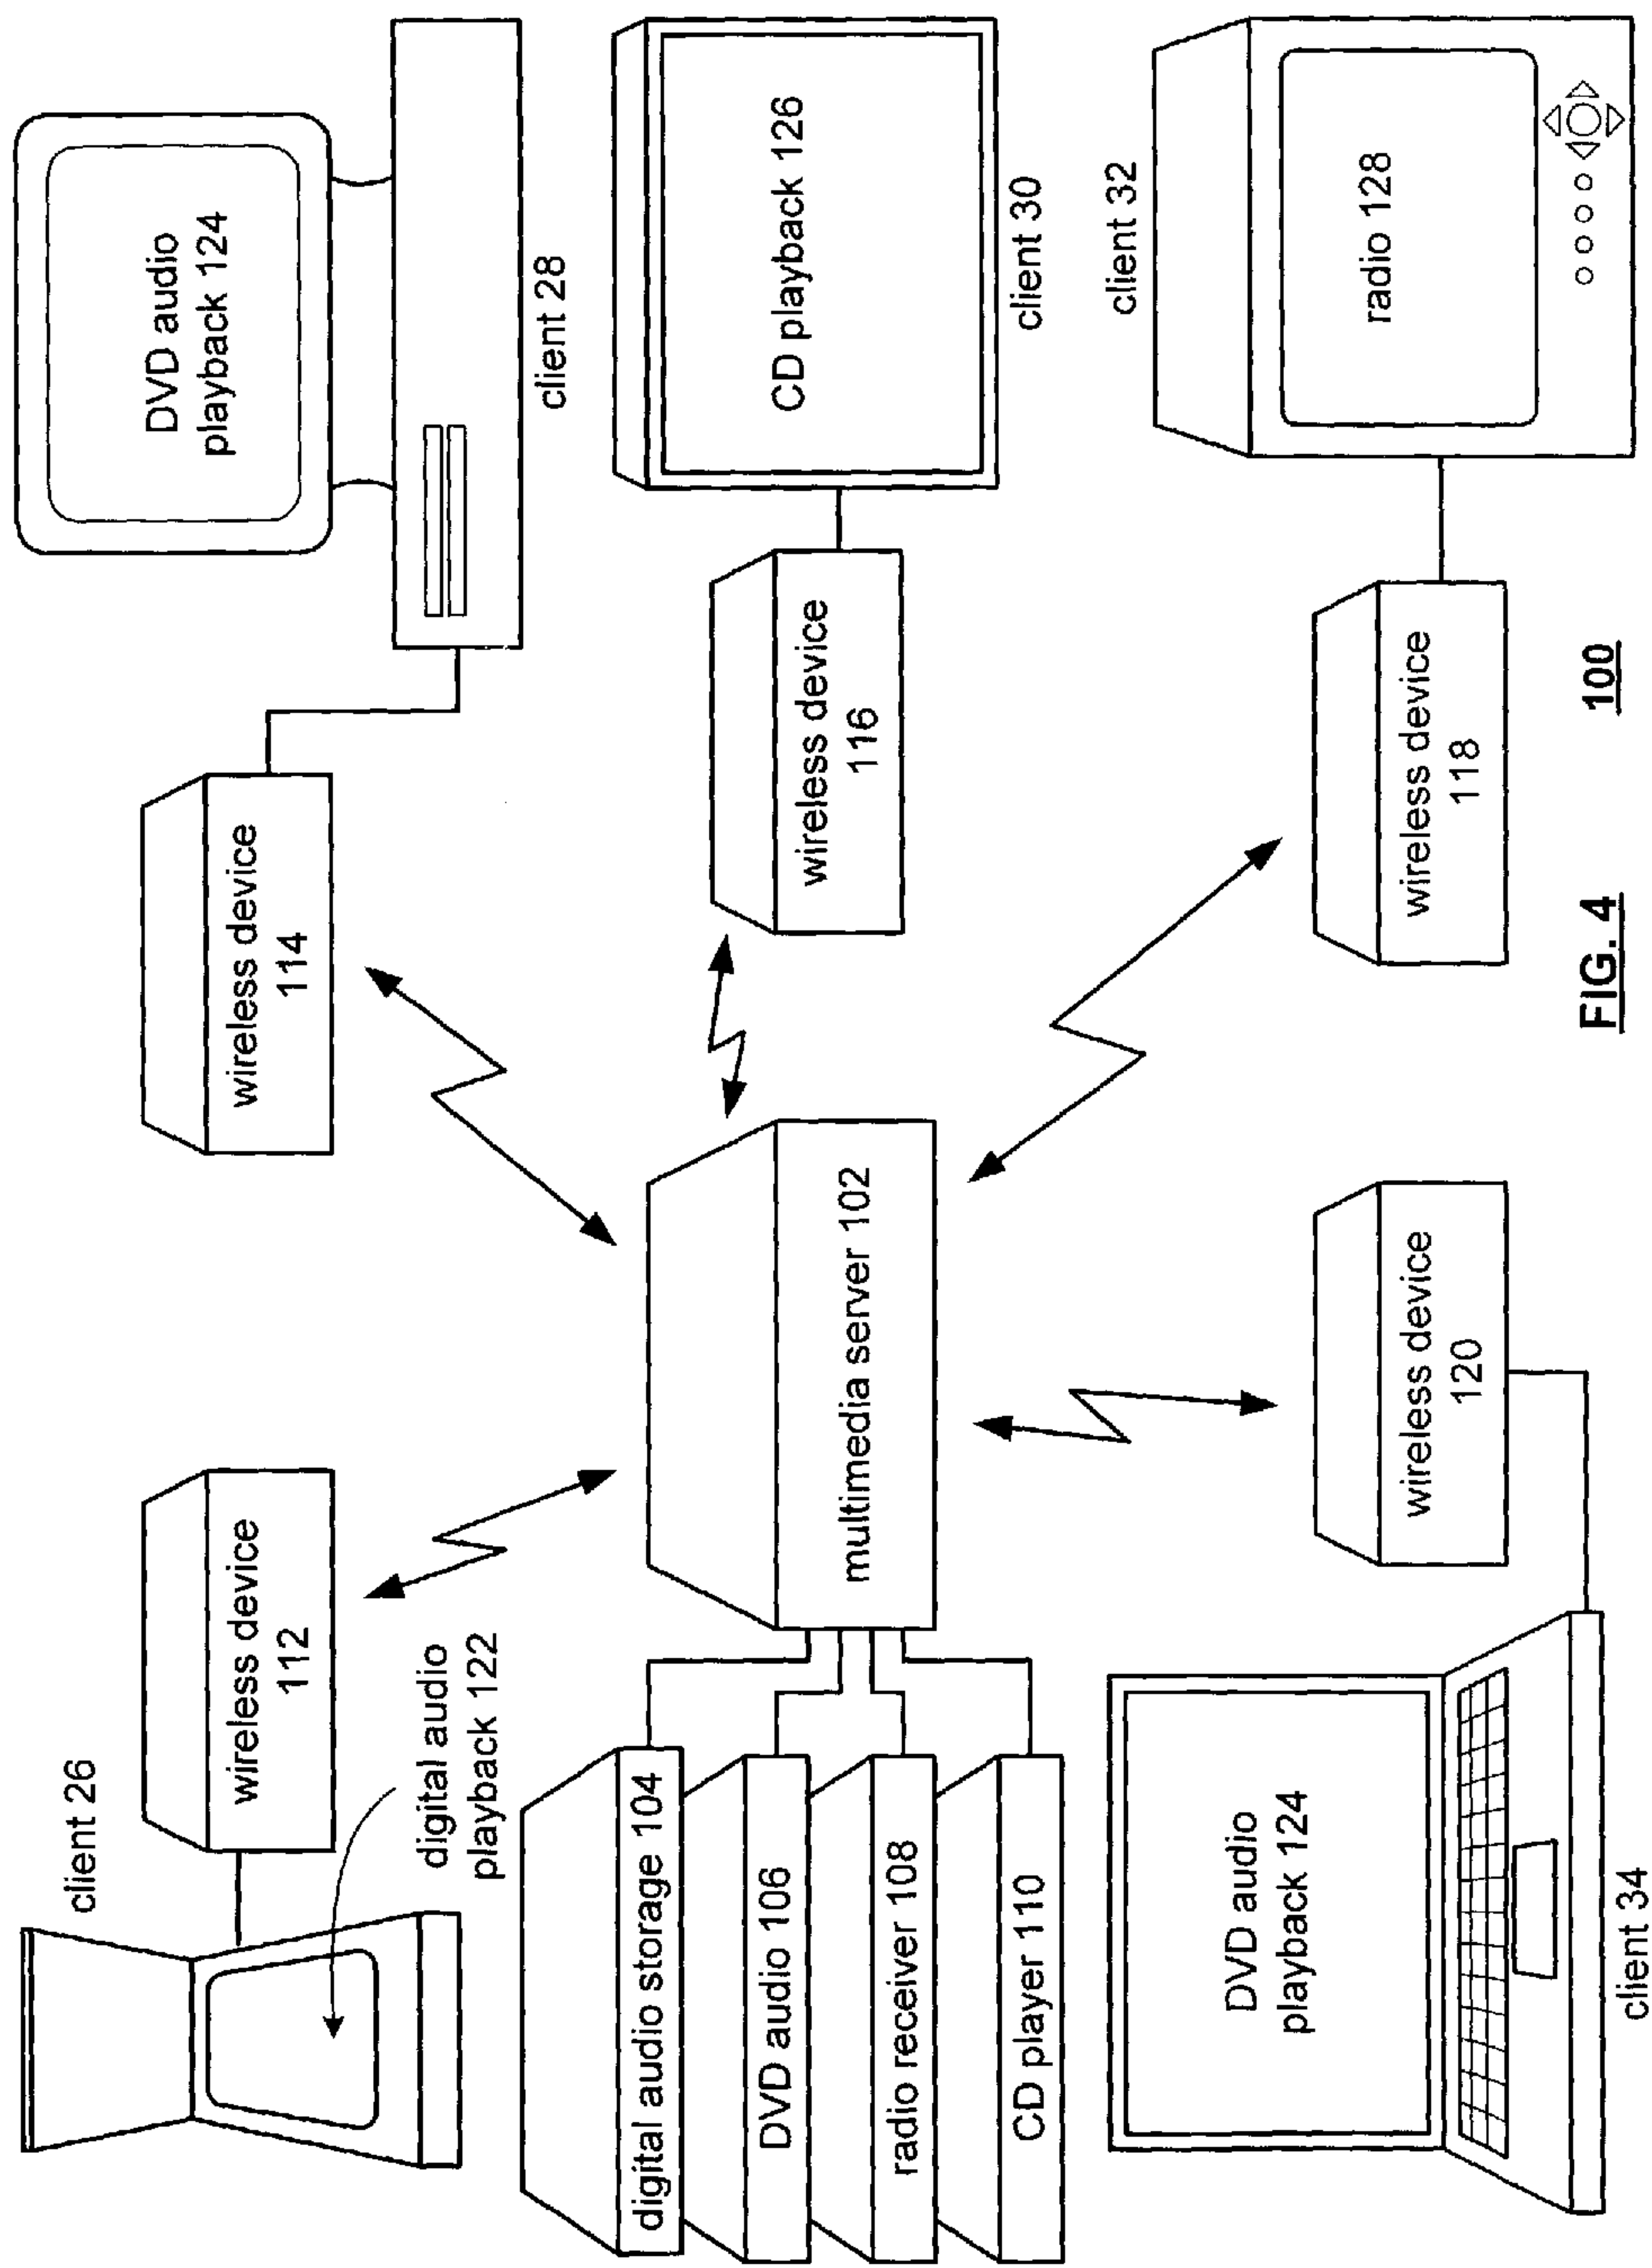 client 26
wireless device
112
digital audio
playback 122
wireless device
114
DVD audio
playback 124
client 28
digital audio storage 104
DVD audio 106
radio receiver 108
CD player 110
multimedia server 102
wireless device
116
CD playback 126
client 30
DVD audio
playback 124
client 34
wireless device
120
wireless device
118
client 32
radio 128
FIG. 4
100